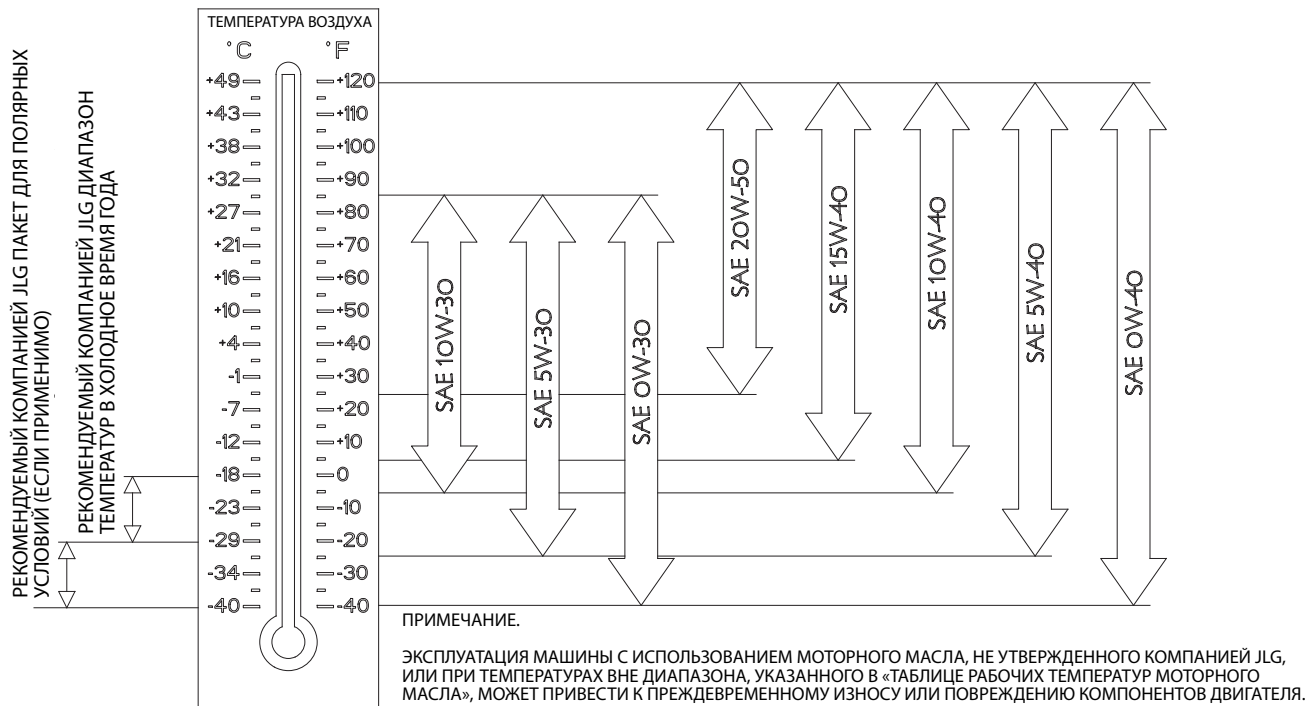 РЕКОМЕНДУЕМЫЙ КОМПАНИЕЙ JLG ПАКЕТ ДЛЯ ПОЛЯРНЫХ
УСЛОВИЙ (ЕСЛИ ПРИМЕНИМО)
РЕКОМЕНДУЕМЫЙ КОМПАНИЕЙ JLG ДИАПАЗОН
ТЕМПЕРАТУР В ХОЛОДНОЕ ВРЕМЯ ГОДА
ТЕМПЕРАТУРА ВОЗДУХА
°C °F
+49 +120
+43 +110
+38 +100
+32 +90
+27 +80
+21 +70
+16 +60
+10 +50
+4 +40
-1 +30
-7 +20
-12 +10
-18 0
-23 -10
-29 -20
-34 -30
-40 -40
SAE 10W-30
SAE 5W-30
SAE 0W-30
SAE 20W-50
SAE 15W-40
SAE 10W-40
SAE 5W-40
SAE 0W-40
ПРИМЕЧАНИЕ.
ЭКСПЛУАТАЦИЯ МАШИНЫ С ИСПОЛЬЗОВАНИЕМ МОТОРНОГО МАСЛА, НЕ УТВЕРЖДЕННОГО КОМПАНИЕЙ JLG,
ИЛИ ПРИ ТЕМПЕРАТУРАХ ВНЕ ДИАПАЗОНА, УКАЗАННОГО В «ТАБЛИЦЕ РАБОЧИХ ТЕМПЕРАТУР МОТОРНОГО
МАСЛА», МОЖЕТ ПРИВЕСТИ К ПРЕЖДЕВРЕМЕННОМУ ИЗНОСУ ИЛИ ПОВРЕЖДЕНИЮ КОМПОНЕНТОВ ДВИГАТЕЛЯ.